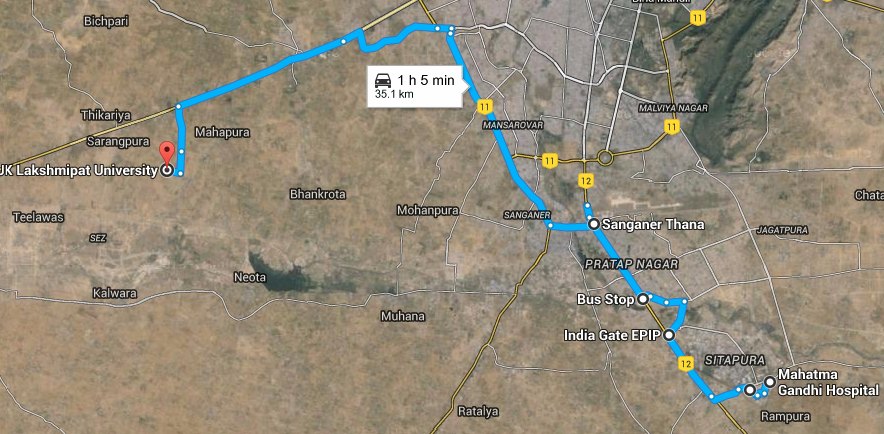 Bichpuri
1 h 5 min
35.1 km
11
11
MALVIYA NAGAR
11
MANSAROVAR
Thikariya
Mahapura
Sarangpura
JK Lakshmipat University
11
12
Bhankrota
Mohanpura
Teelawas
SANGANER
Sanganer Thana
Chata
JAGATPURA
SEZ
PRATAP NAGAR
Neota
Kalwara
Bus Stop
Muhana
India Gate EPIP
SITAPURA
12
Mahatma
Gandhi Hospital
Ratalya
Rampura